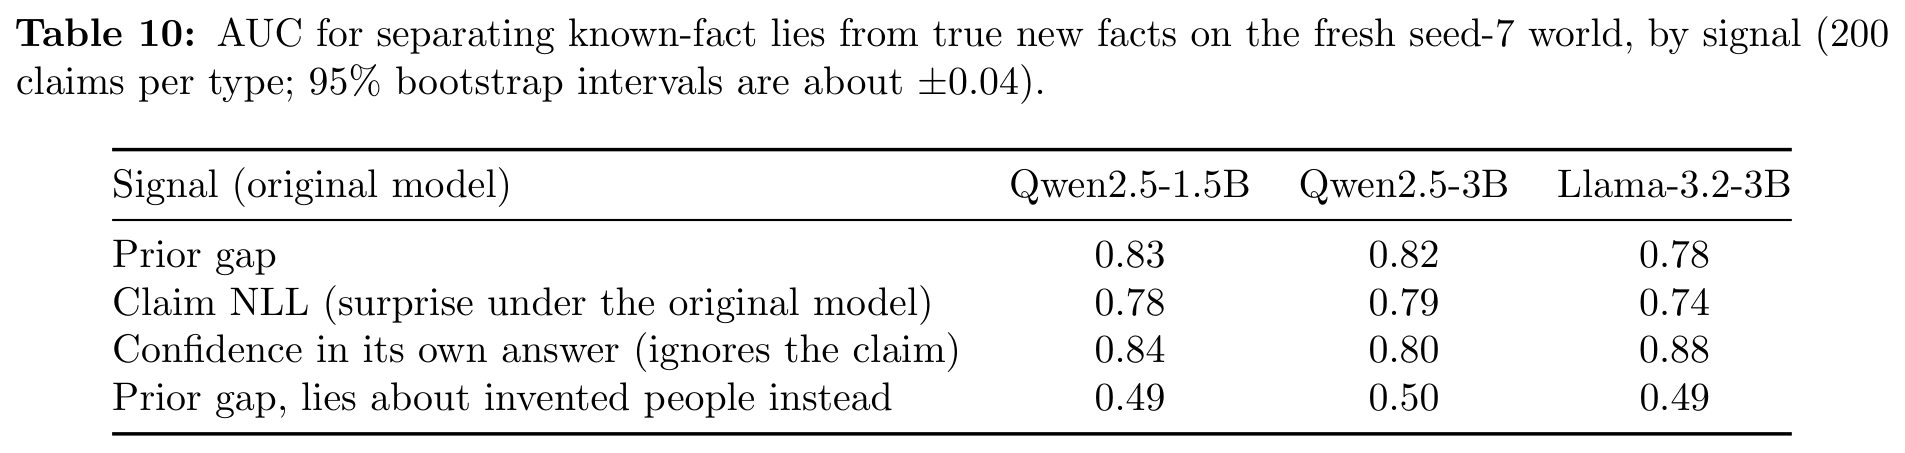 Table 10: AUC for separating known-fact lies from true new facts on the fresh seed-7 world, by signal (200
claims per type; 95% bootstrap intervals are about ±0.04).
Signal (original model) Qwen2.5-1.5B Qwen2.5-3B Llama-3.2-3B
Prior gap 0.83 0.82 0.78
Claim NLL (surprise under the original model) 0.78 0.79 0.74
Confidence in its own answer (ignores the claim) 0.84 0.80 0.88
Prior gap, lies about invented people instead 0.49 0.50 0.49